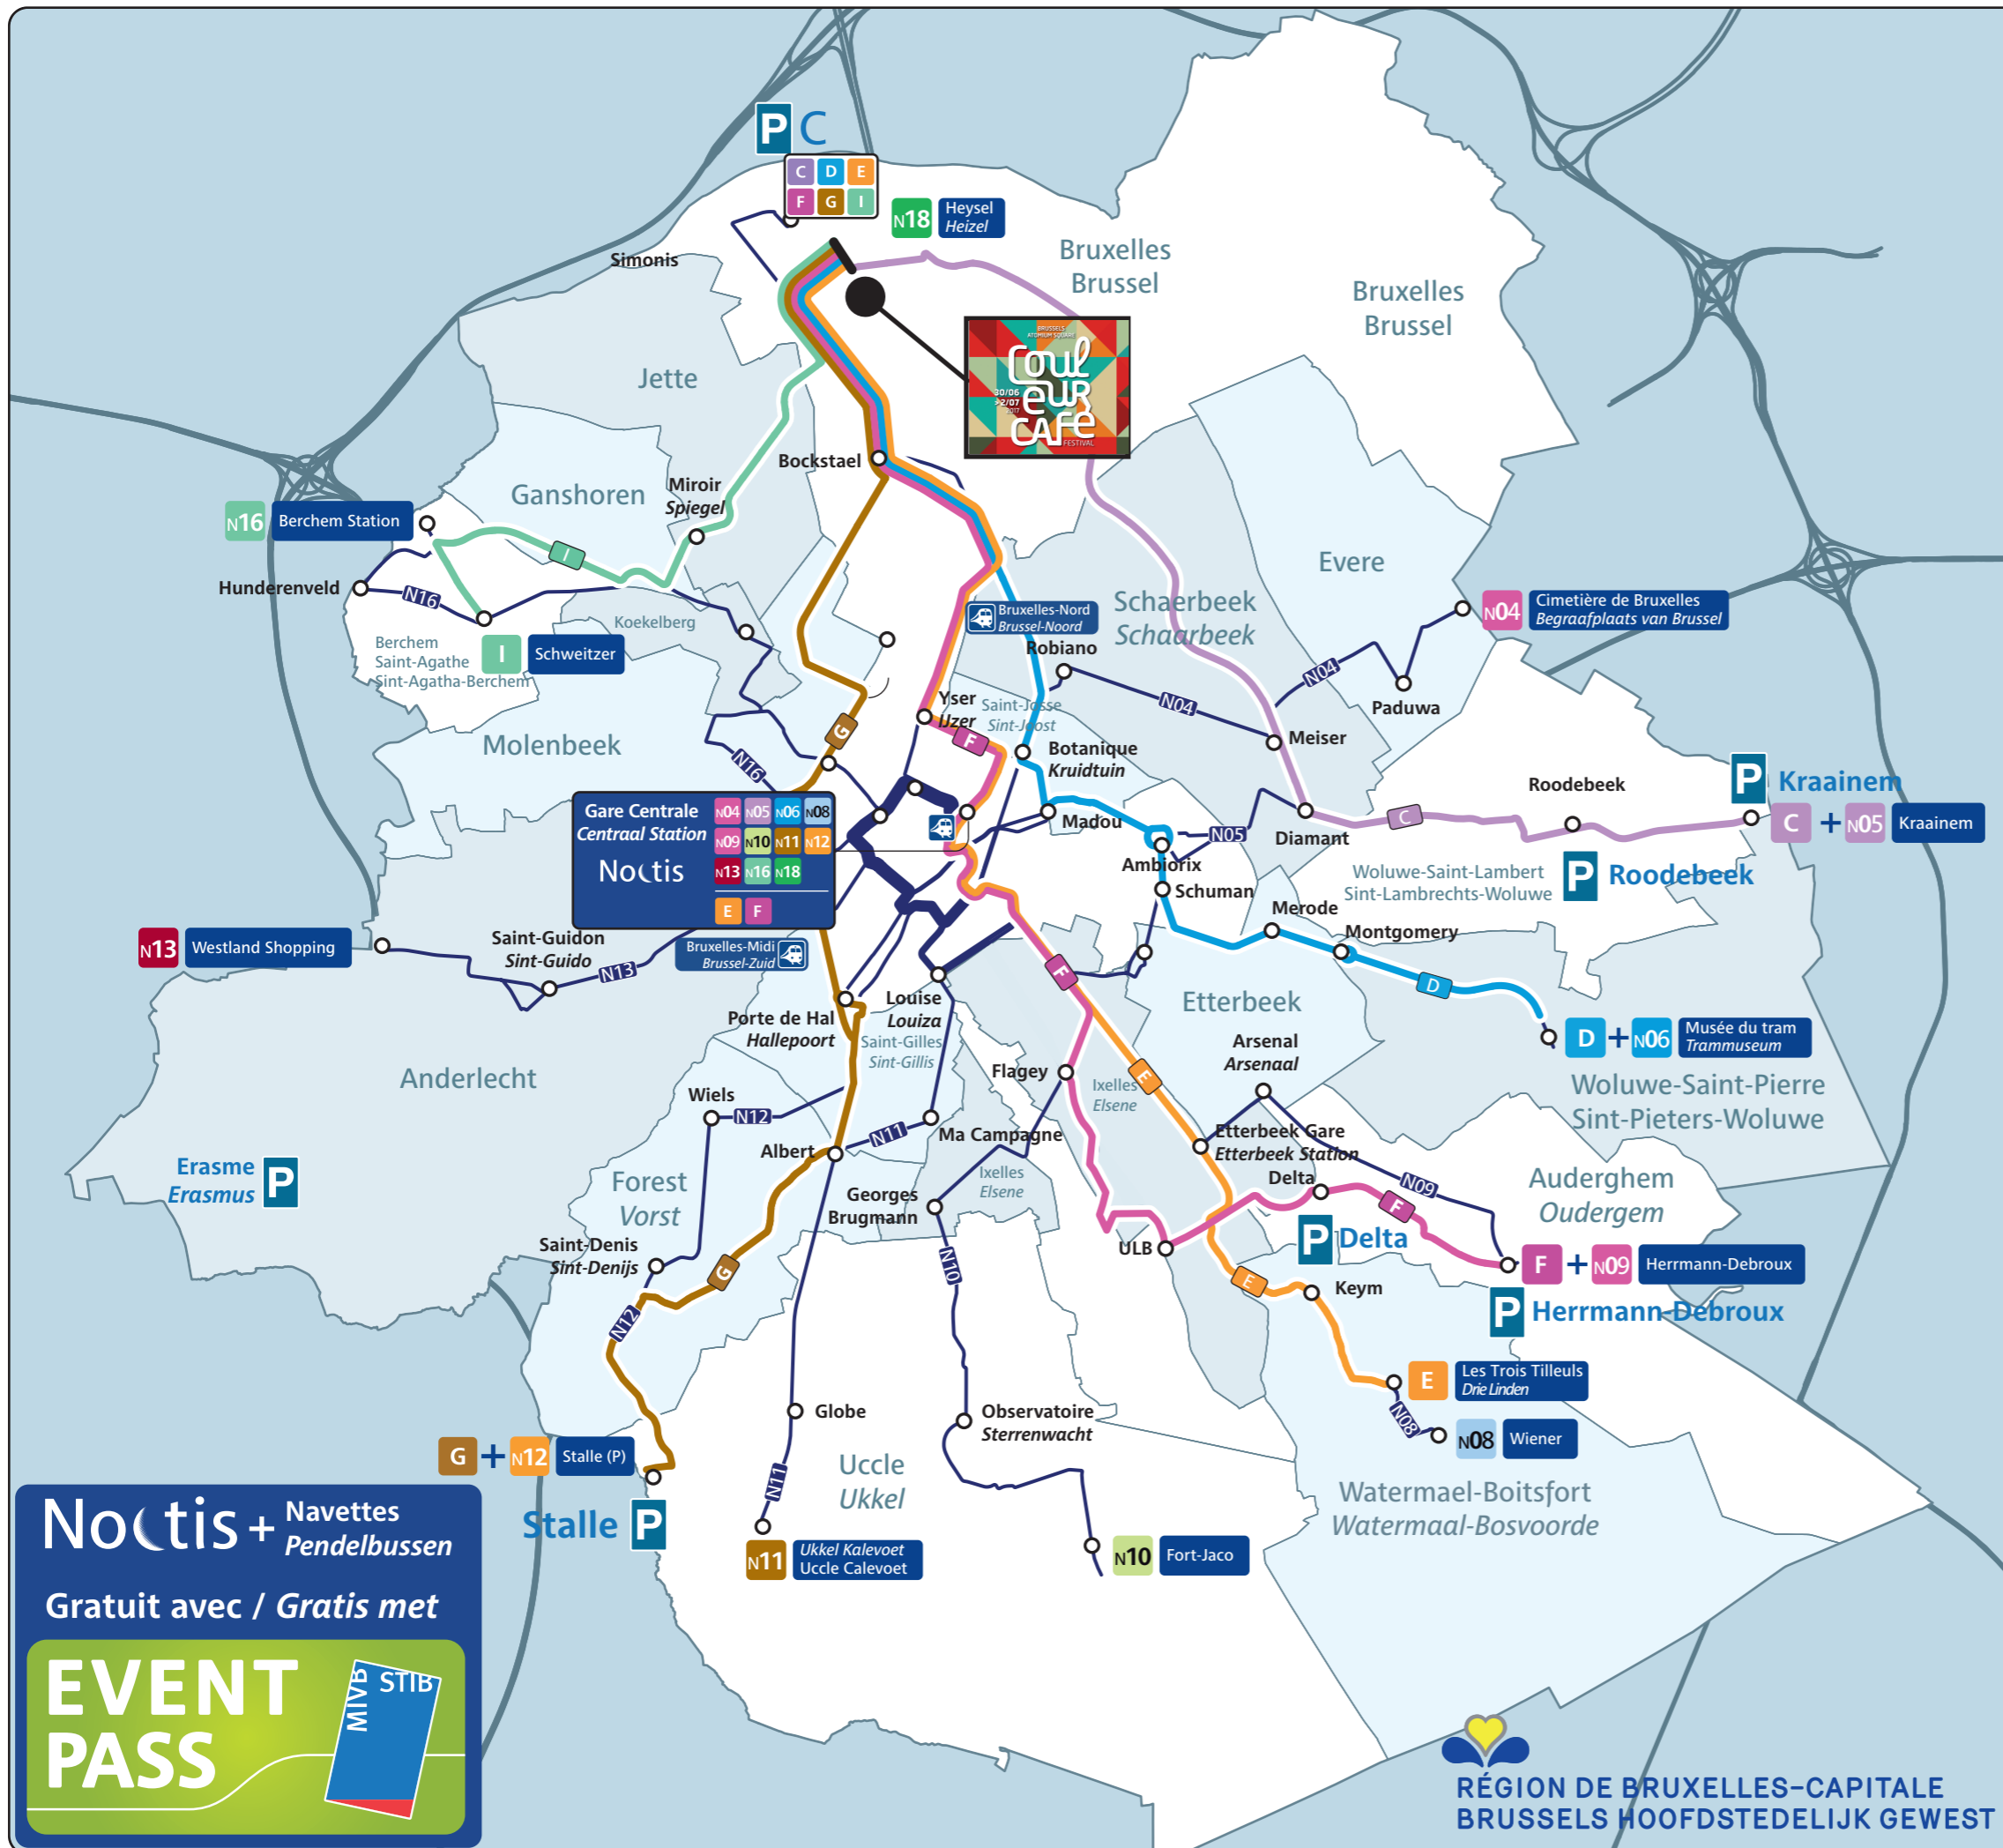 P C
C D E
F G I
N18 Heysel
Heizel
Simonis
Bruxelles
Brussel
Bruxelles
Brussel
BRUSSELS
ATOMIUM SQUARE
COULEUR CAFE
30/06
>2/07
2017
FESTIVAL
Jette
Bockstael
Ganshoren
Miroir
Spiegel
N16 Berchem Station
I
Evere
Hunderenveld
N16
Koekelberg
Bruxelles-Nord
Brussel-Noord
Schaerbeek
Schaarbeek
N04 Cimetière de Bruxelles
Begraafplaats van Brussel
Berchem
Saint-Agathe
Sint-Agatha-Berchem
I Schweitzer
Robiano
N04
N04
Paduwa
Yser
IJzer
Saint-Josse
Sint-Joost
G
F
Molenbeek
N16
Botanique
Kruidtuin
Meiser
Roodebeek
P Kraainem
C + N05 Kraainem
Gare Centrale
Centraal Station
Noctis
N04 N05 N06 N08
N09 N10 N11 N12
N13 N16 N18
E F
Madou
N05
Ambiorix
Diamant
C
Schuman
Woluwe-Saint-Lambert
Sint-Lambrechts-Woluwe
P Roodebeek
Merode
Montgomery
N13 Westland Shopping
Saint-Guidon
Sint-Guido
N13
Bruxelles-Midi
Brussel-Zuid
F
D
Louise
Louiza
Porte de Hal
Hallepoort
Saint-Gilles
Sint-Gillis
Etterbeek
Arsenal
Arsenaal
D + N06 Musée du tram
Trammuseum
Woluwe-Saint-Pierre
Sint-Pieters-Woluwe
Anderlecht
Flagey
Ixelles
Elsene
E
Wiels
N12
N11
Ma Campagne
Albert
Etterbeek Gare
Etterbeek Station
Erasme
Erasmus
P
Forest
Vorst
Ixelles
Elsene
Georges
Brugmann
Delta
N09
F
Auderghem
Oudergem
Saint-Denis
Sint-Denijs
G
N12
N10
ULB
P Delta
F + N09 Herrmann-Debroux
E
Keym
P Herrmann-Debroux
E Les Trois Tilleuls
Drie Linden
N08
N08 Wiener
Globe
Observatoire
Sterrenwacht
G + N12 Stalle (P)
Stalle P
N11
Uccle
Ukkel
Watermael-Boitsfort
Watermaal-Bosvoorde
N11 Ukkel Kalevoet
Uccle Calevoet
N10 Fort-Jaco
Noctis + Navettes
Pendelbussen
Gratuit avec / Gratis met
EVENT
PASS
MIVB STIB
RÉGION DE BRUXELLES-CAPITALE
BRUSSELS HOOFDSTEDELIJK GEWEST